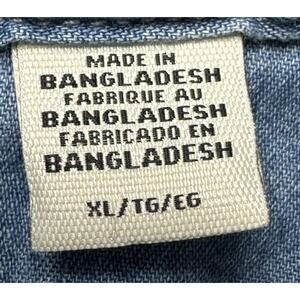 MADE IN
BANGLADESH
FABRIQUE AU
BANGLADESH
FABRICADO EN
BANGLADESH
XL/TG/EG